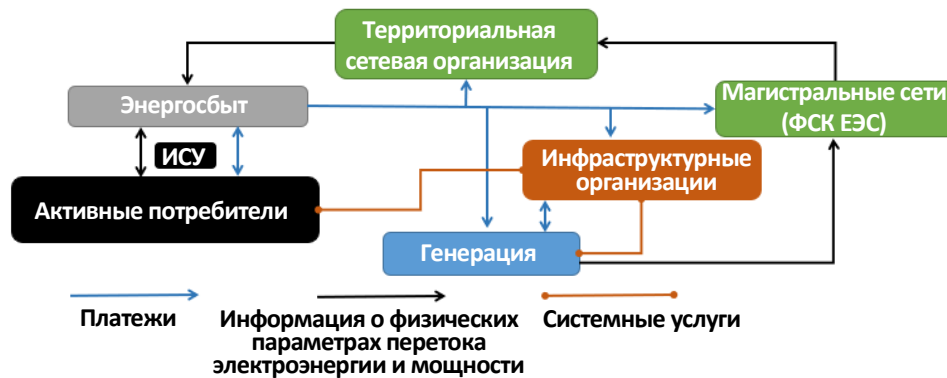 Территориальная
сетевая организация
Энергосбыт
Магистральные сети
(ФСК ЕЭС)
ИСУ
Инфраструктурные
организации
Активные потребители
Генерация
Платежи
Информация о физических
параметрах перетока
электроэнергии и мощности
Системные услуги